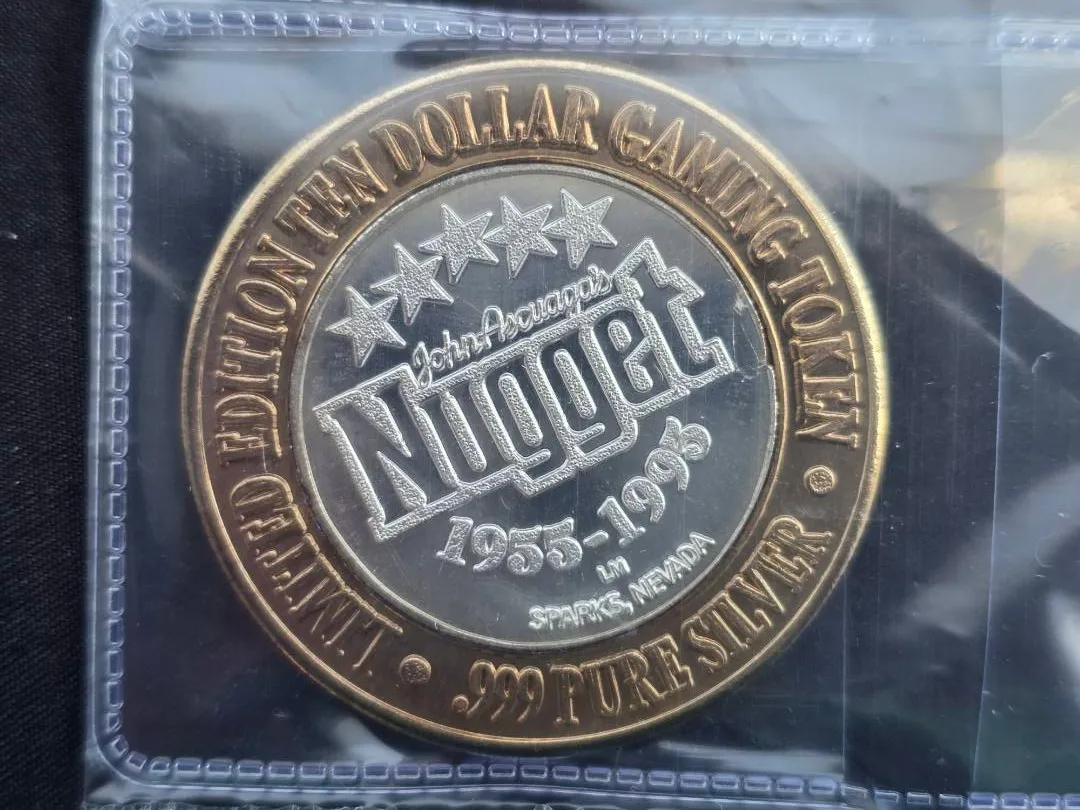 LIMITED EDITION TEN DOLLAR GAMING TOKEN
John Ascuaga's
Nugget
1955-1995
LM
SPARKS, NEVADA
.999 PURE SILVER